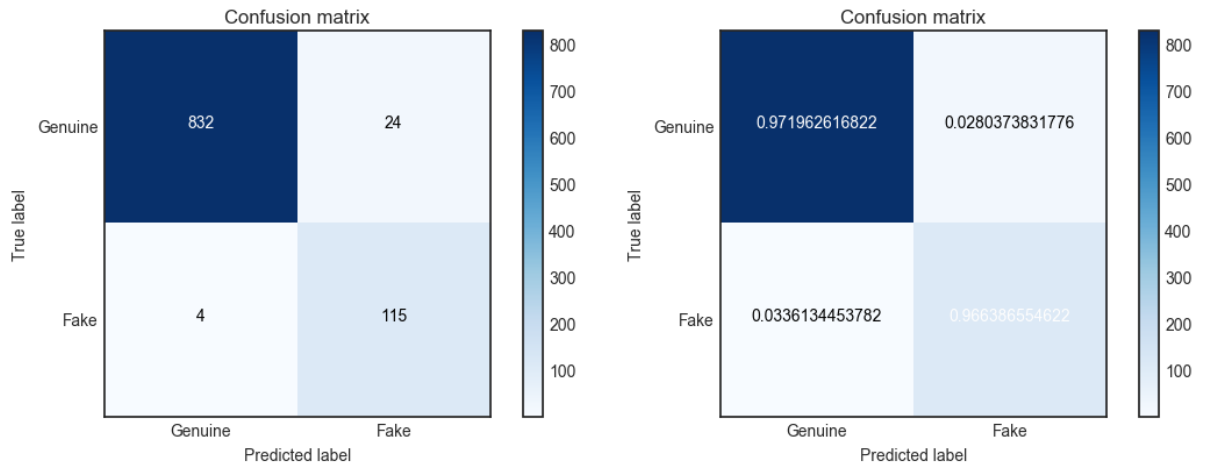 Confusion matrix
Genuine
Fake
True label
832
24
4
115
Genuine
Fake
Predicted label
800
700
600
500
400
300
200
100
Confusion matrix
Genuine
Fake
True label
0.971962616822
0.0280373831776
0.0336134453782
0.966386554622
Genuine
Fake
Predicted label
800
700
600
500
400
300
200
100